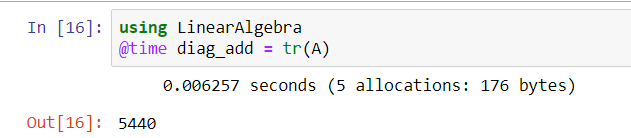 In [16]: using LinearAlgebra
@time diag_add = tr(A)
0.006257 seconds (5 allocations: 176 bytes)
Out[16]: 5440